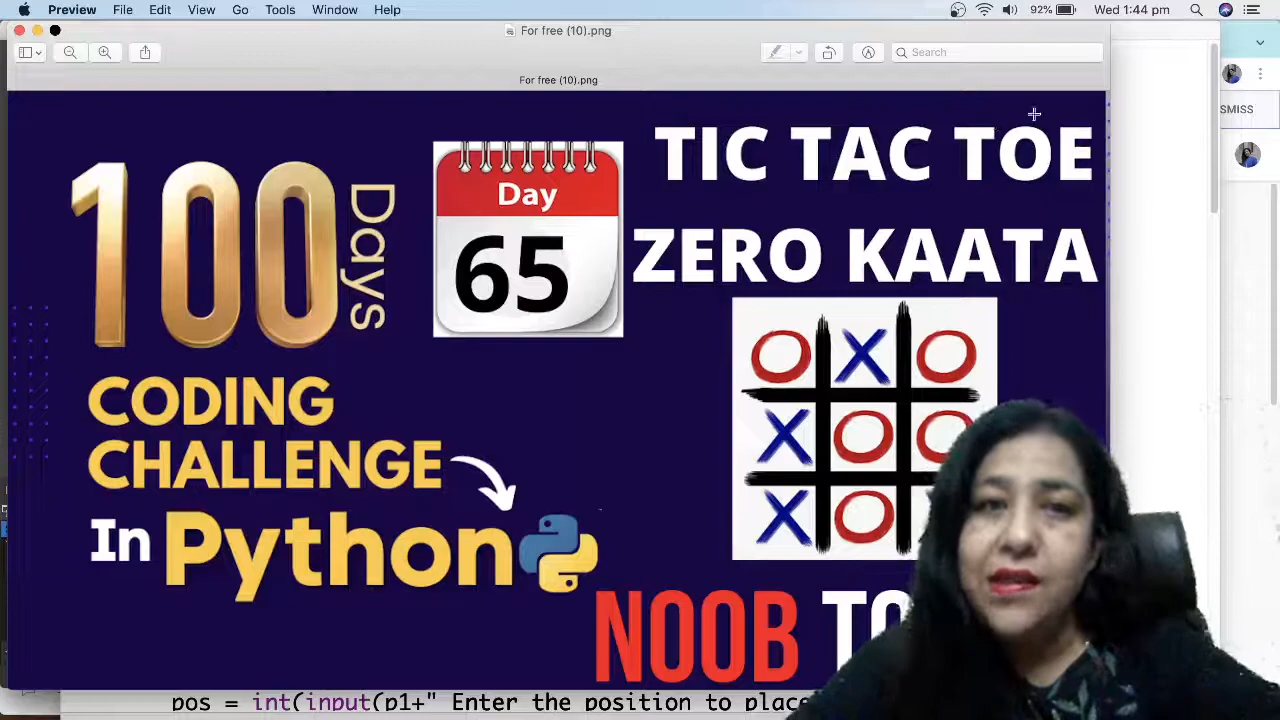 Preview File Edit View Go Tools Window Help 92% Wed 1:44 pm
For free (10).png
Search
For free (10).png
SMISS
TIC TAC TOE
ZERO KAATA
100 Days
Day
65
O X O
X O O
X O
CODING
CHALLENGE
In Python
NOOB TO
pos = int(input(p1+" Enter the position to place